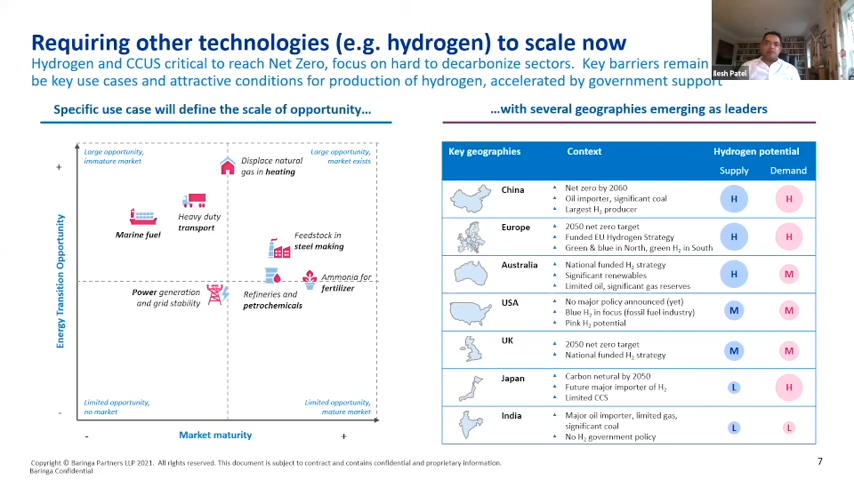 Requiring other technologies (e.g. hydrogen) to scale now
Hydrogen and CCUS critical to reach Net Zero, focus on hard to decarbonize sectors. Key barriers remain
be key use cases and attractive conditions for production of hydrogen, accelerated by government support
Ilesh Patel
Specific use case will define the scale of opportunity…
Large opportunity,
immature market
Large opportunity,
market exists
+
Displace natural
gas in heating
Heavy duty
transport
Marine fuel
Feedstock in
steel making
Ammonia for
fertilizer
Power generation
and grid stability
Refineries and
petrochemicals
Energy Transition Opportunity
Limited opportunity,
no market
Limited opportunity,
mature market
-
-
Market maturity
+
…with several geographies emerging as leaders
Key geographies Context Hydrogen potential
Supply Demand
China
Net zero by 2060
Oil importer, significant coal
Largest H₂ producer
H H
Europe
2050 net zero target
Funded EU Hydrogen Strategy
Green & blue in North, green H₂ in South
H H
Australia
National funded H₂ strategy
Significant renewables
Limited oil, significant gas reserves
H M
USA
No major policy announced (yet)
Blue H₂ in focus (fossil fuel industry)
Pink H₂ potential
M M
UK
2050 net zero target
National funded H₂ strategy
M M
Japan
Carbon netural by 2050
Future major importer of H₂
Limited CCS
L H
India
Major oil importer, limited gas,
significant coal
No H₂ government policy
L L
Copyright © Baringa Partners LLP 2021. All rights reserved. This document is subject to contract and contains confidential and proprietary information.
Baringa Confidential
7